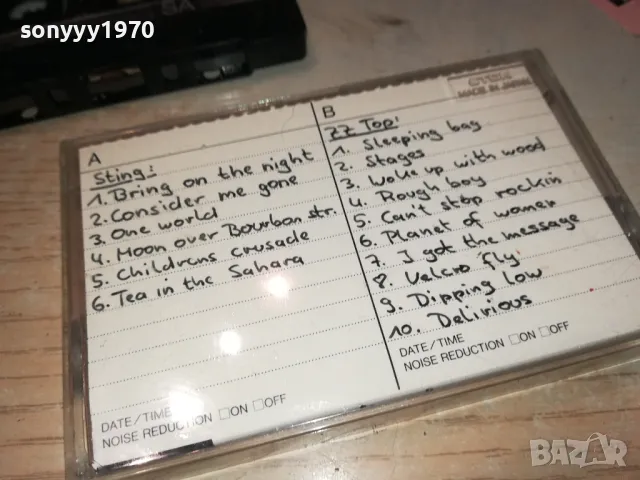 sonyyy1970
MADE IN JAPAN
A
Sting:
1. Bring on the night
2. Consider me gone
3. One world
4. Moon over Bourbon str.
5. Childrens crusade
6. Tea in the Sahara
DATE/TIME
NOISE REDUCTION □ON □OFF
B
ZZ Top:
1. Sleeping bag
2. Stages
3. Woke up with wood
4. Rough boy
5. Can't stop rockin
6. Planet of women
7. I got the message
8. Velcro fly
9. Dipping low
10. Delirious
DATE/TIME
NOISE REDUCTION □ON □OFF
BAZAR